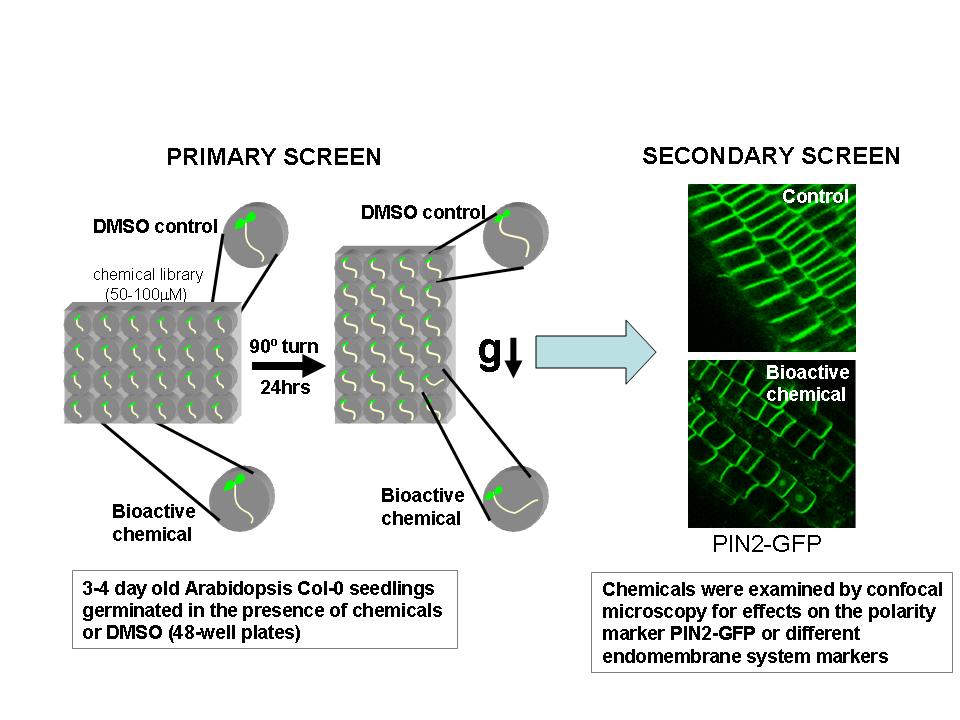 PRIMARY SCREEN
DMSO control
chemical library
(50-100µM)
90º turn
24hrs
Bioactive
chemical
DMSO control
g
Bioactive
chemical
3-4 day old Arabidopsis Col-0 seedlings
germinated in the presence of chemicals
or DMSO (48-well plates)
SECONDARY SCREEN
Control
Bioactive
chemical
PIN2-GFP
Chemicals were examined by confocal
microscopy for effects on the polarity
marker PIN2-GFP or different
endomembrane system markers